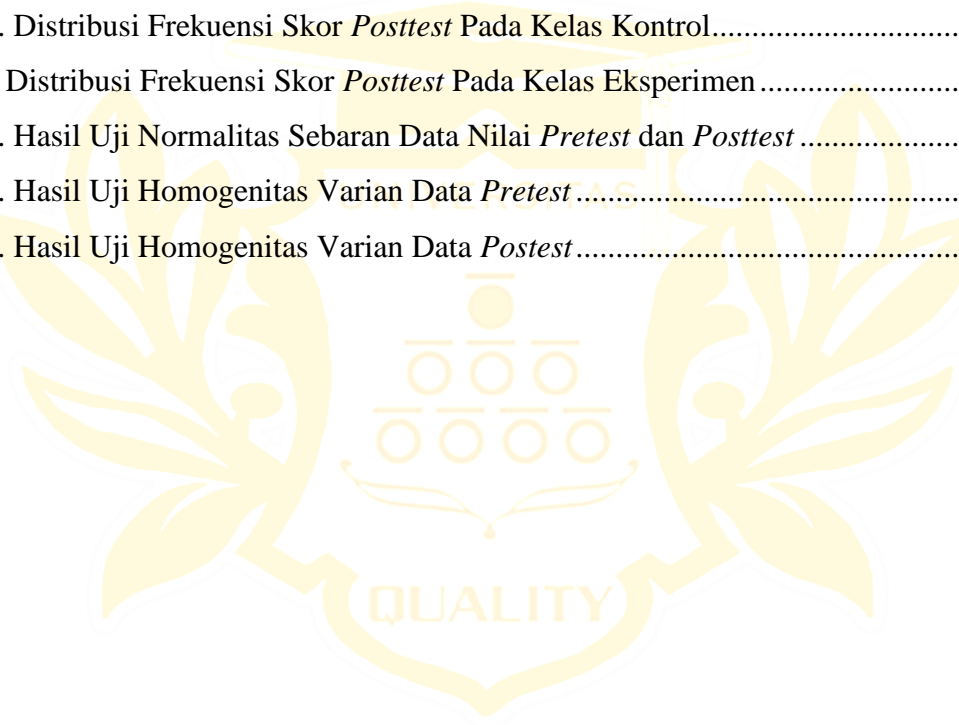 . Distribusi Frekuensi Skor Posttest Pada Kelas Kontrol...............................
Distribusi Frekuensi Skor Posttest Pada Kelas Eksperimen.........................
. Hasil Uji Normalitas Sebaran Data Nilai Pretest dan Posttest....................
. Hasil Uji Homogenitas Varian Data Pretest................................................
. Hasil Uji Homogenitas Varian Data Postest................................................
UNIVERSITAS
QUALITY